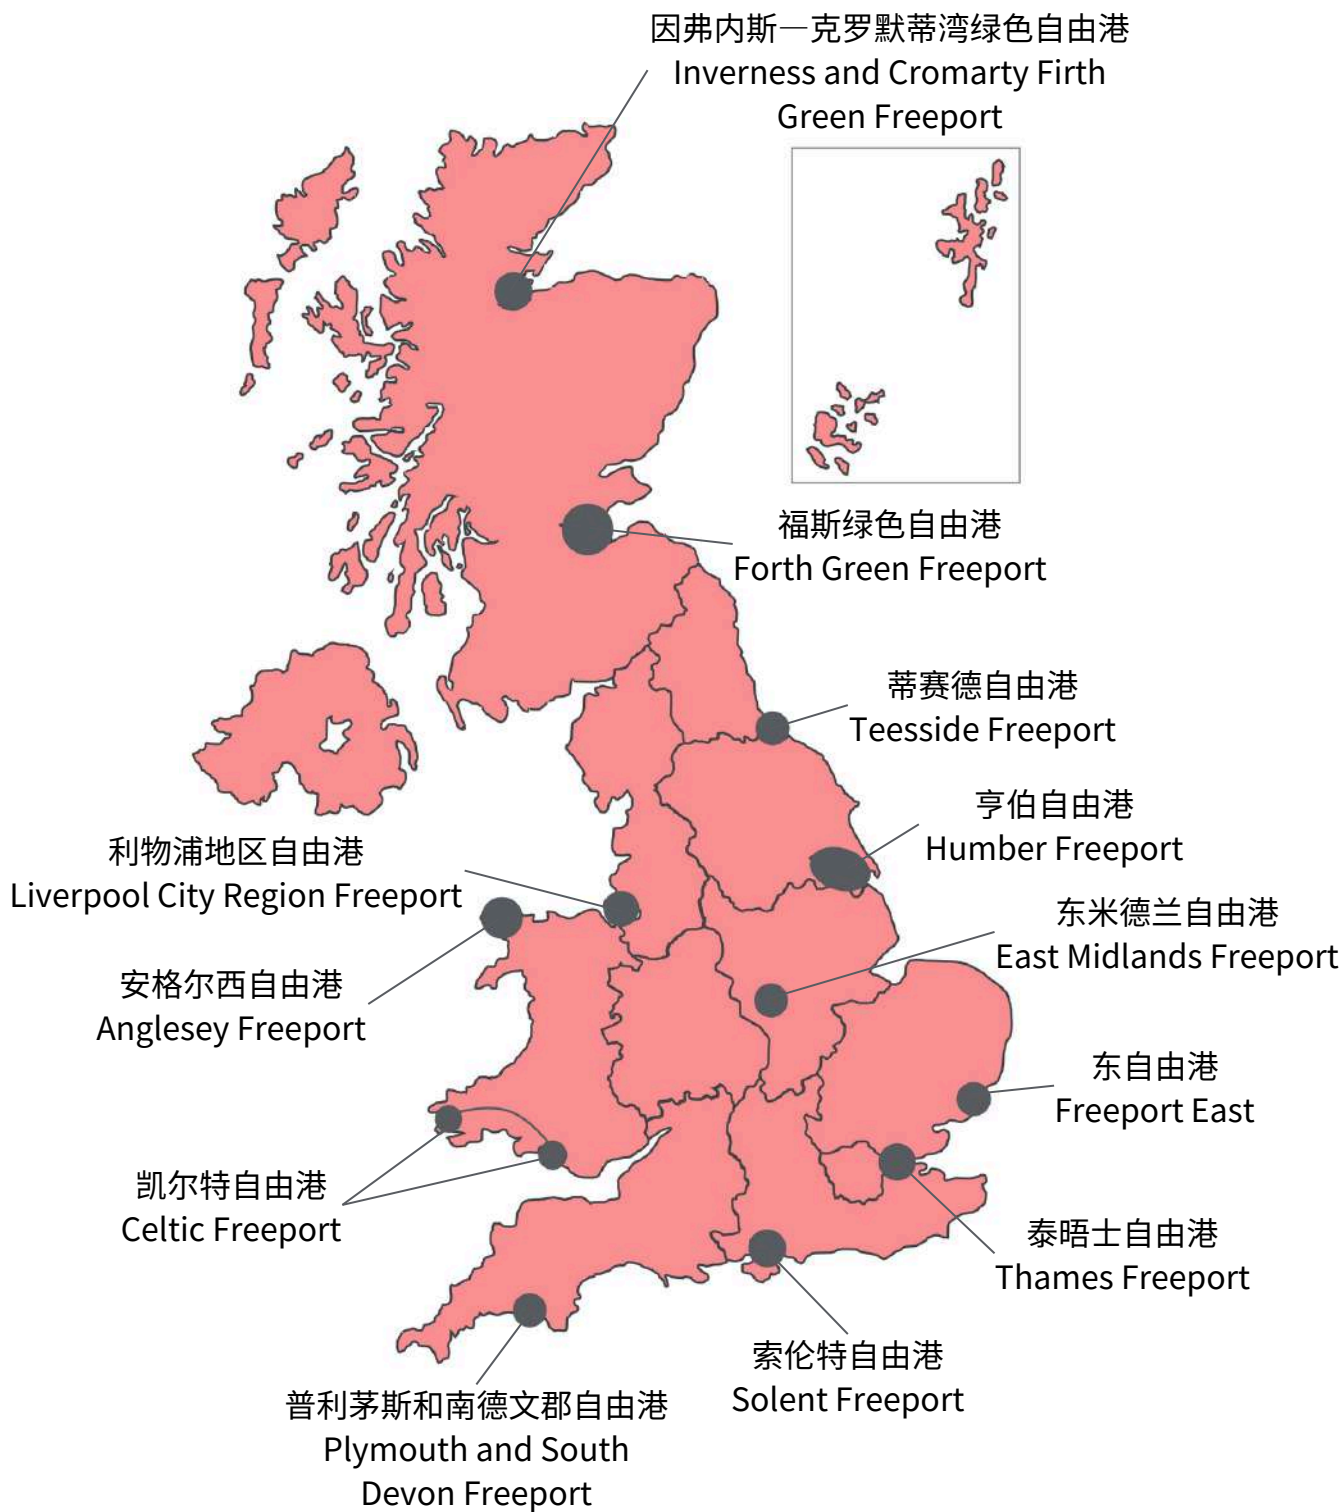 因弗内斯—克罗默蒂湾绿色自由港
Inverness and Cromarty Firth
Green Freeport
福斯绿色自由港
Forth Green Freeport
蒂赛德自由港
Teesside Freeport
亨伯自由港
Humber Freeport
利物浦地区自由港
Liverpool City Region Freeport
东米德兰自由港
East Midlands Freeport
安格尔西自由港
Anglesey Freeport
东自由港
Freeport East
凯尔特自由港
Celtic Freeport
泰晤士自由港
Thames Freeport
索伦特自由港
Solent Freeport
普利茅斯和南德文郡自由港
Plymouth and South
Devon Freeport